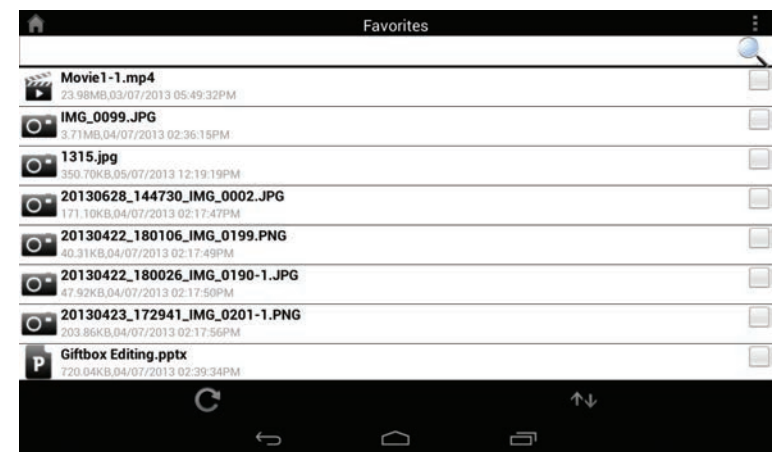 Favorites
Movie1-1.mp4
23.98MB,03/07/2013 05:49:32PM
IMG_0099.JPG
3.71MB,04/07/2013 02:36:15PM
1315.jpg
350.70KB,05/07/2013 12:19:19PM
20130628_144730_IMG_0002.JPG
171.10KB,04/07/2013 02:17:47PM
20130422_180106_IMG_0199.PNG
40.31KB,04/07/2013 02:17:49PM
20130422_180026_IMG_0190-1.JPG
47.92KB,04/07/2013 02:17:50PM
20130423_172941_IMG_0201-1.PNG
203.86KB,04/07/2013 02:17:56PM
P
Giftbox Editing.pptx
720.04KB,04/07/2013 02:39:34PM